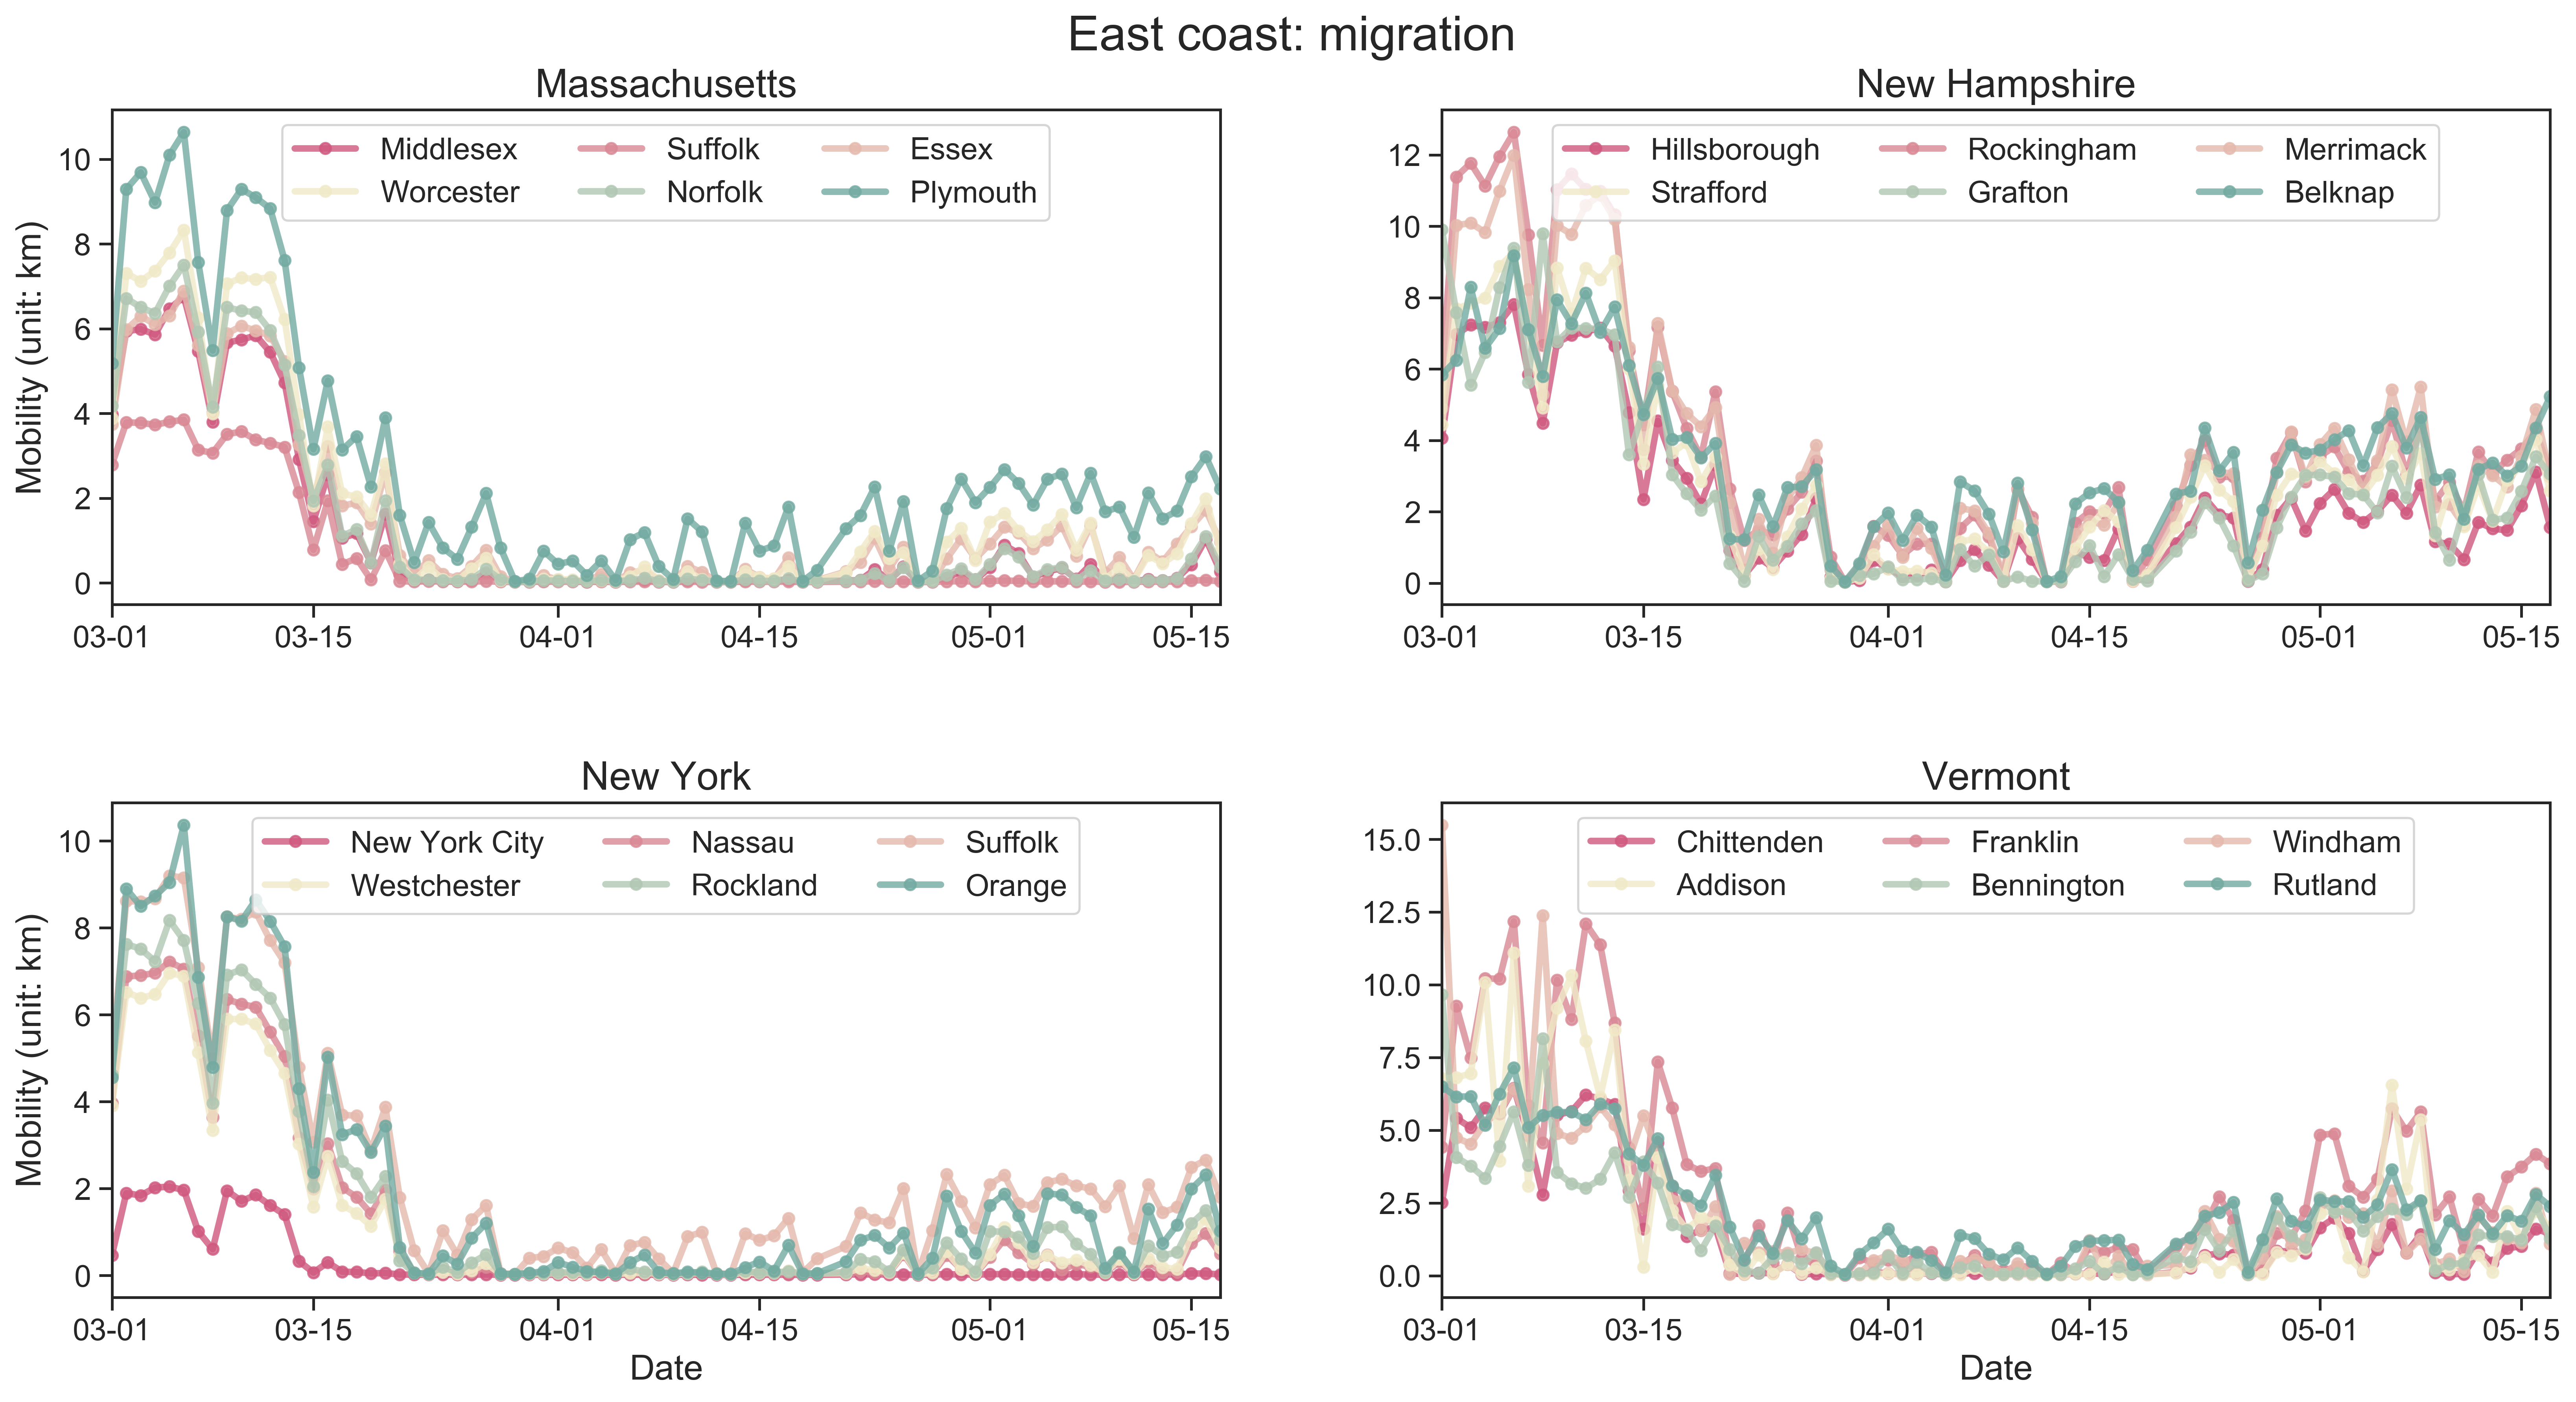 East coast: migration
Massachusetts
Mobility (unit: km)
10
8
6
4
2
0
Middlesex Suffolk Essex
Worcester Norfolk Plymouth
03-01 03-15 04-01 04-15 05-01 05-15
New Hampshire
12
10
8
6
4
2
0
Hillsborough Rockingham Merrimack
Strafford Grafton Belknap
03-01 03-15 04-01 04-15 05-01 05-15
New York
Mobility (unit: km)
10
8
6
4
2
0
New York City Nassau Suffolk
Westchester Rockland Orange
03-01 03-15 04-01 04-15 05-01 05-15
Date
Vermont
15.0
12.5
10.0
7.5
5.0
2.5
0.0
Chittenden Franklin Windham
Addison Bennington Rutland
03-01 03-15 04-01 04-15 05-01 05-15
Date